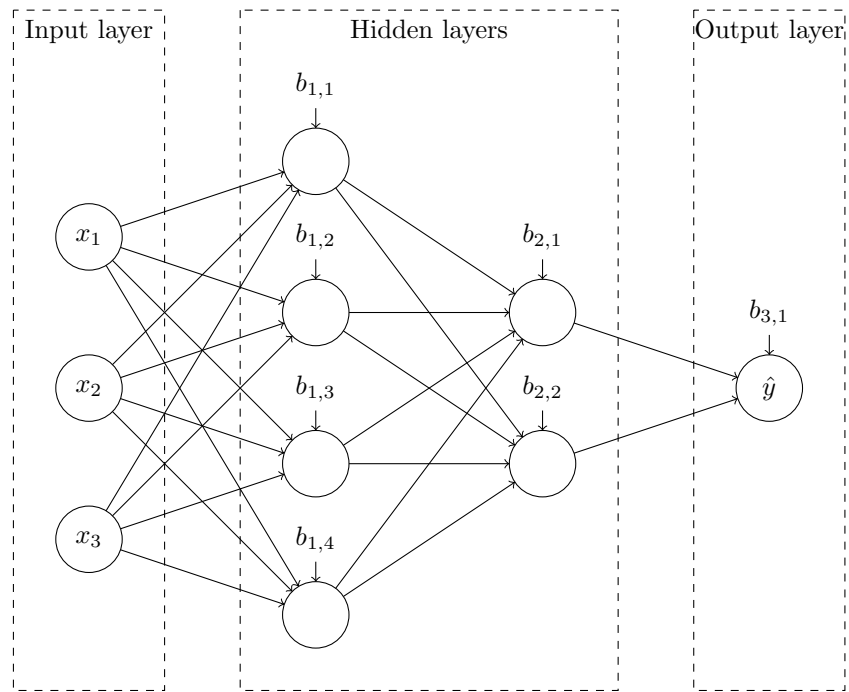 Input layer
Hidden layers
Output layer
b₁,₁
x₁
b₁,₂
b₂,₁
b₃,₁
x₂
b₁,₃
b₂,₂
ŷ
x₃
b₁,₄